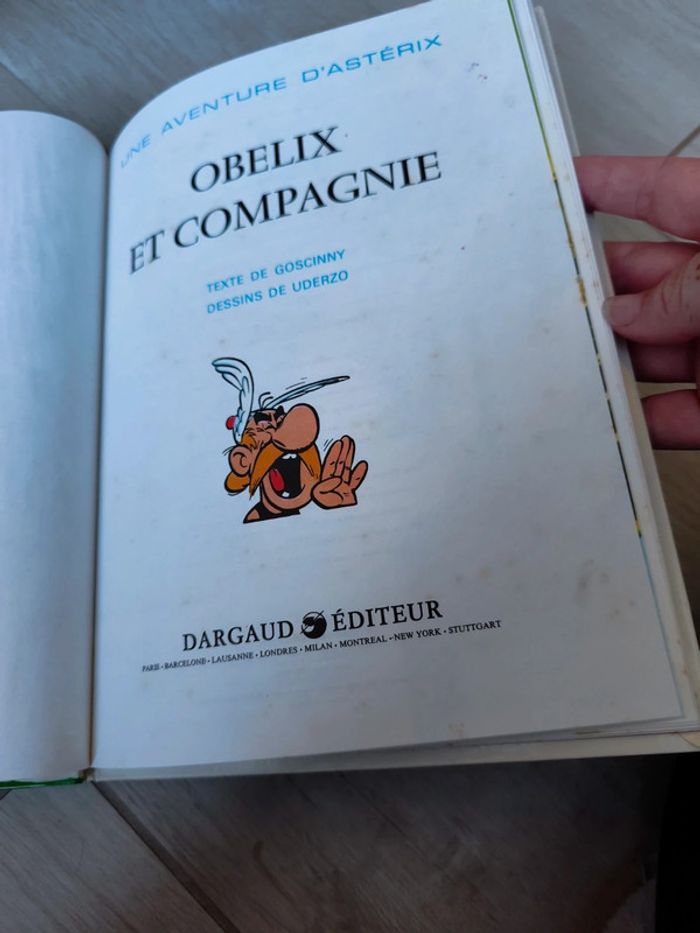 UNE AVENTURE D'ASTÉRIX
OBELIX
ET COMPAGNIE
TEXTE DE GOSCINNY
DESSINS DE UDERZO
DARGAUD ÉDITEUR
PARIS • BARCELONE • LAUSANNE • LONDRES • MILAN • MONTREAL • NEW YORK • STUTTGART